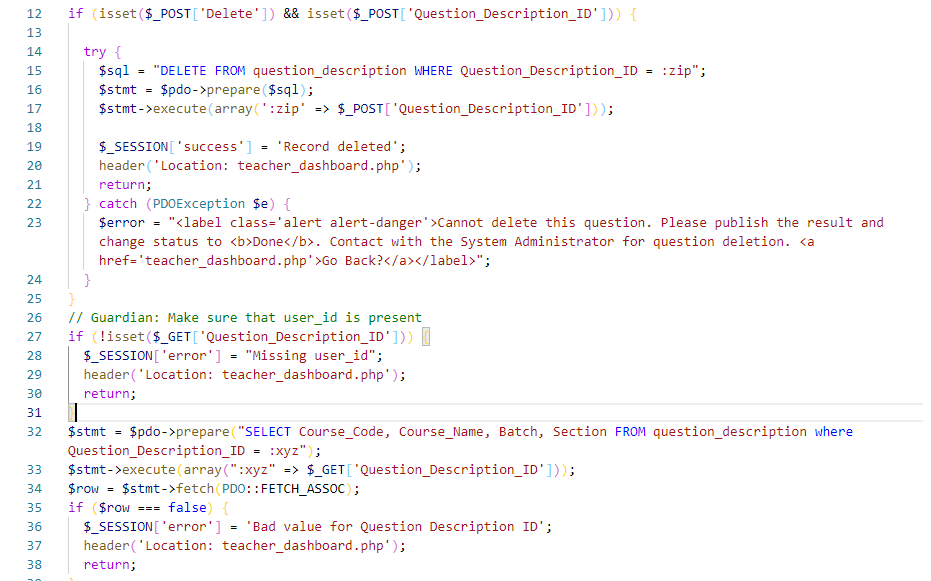 12 if (isset($_POST['Delete']) && isset($_POST['Question_Description_ID'])) {
13
14 try {
15 $sql = "DELETE FROM question_description WHERE Question_Description_ID = :zip";
16 $stmt = $pdo->prepare($sql);
17 $stmt->execute(array(':zip' => $_POST['Question_Description_ID']));
18
19 $_SESSION['success'] = 'Record deleted';
20 header('Location: teacher_dashboard.php');
21 return;
22 } catch (PDOException $e) {
23 $error = "<label class='alert alert-danger'>Cannot delete this question. Please publish the result and
change status to <b>Done</b>. Contact with the System Administrator for question deletion. <a
href='teacher_dashboard.php'>Go Back?</a></label>";
24 }
25 }
26 // Guardian: Make sure that user_id is present
27 if (!isset($_GET['Question_Description_ID'])) {
28 $_SESSION['error'] = "Missing user_id";
29 header('Location: teacher_dashboard.php');
30 return;
31 }
32 $stmt = $pdo->prepare("SELECT Course_Code, Course_Name, Batch, Section FROM question_description where
Question_Description_ID = :xyz");
33 $stmt->execute(array(":xyz" => $_GET['Question_Description_ID']));
34 $row = $stmt->fetch(PDO::FETCH_ASSOC);
35 if ($row === false) {
36 $_SESSION['error'] = 'Bad value for Question Description ID';
37 header('Location: teacher_dashboard.php');
38 return;